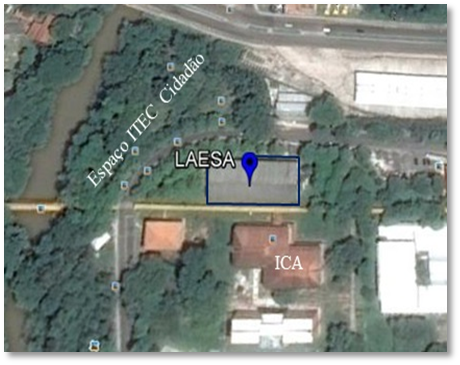 Espaço ITEC Cidadão
LAESA
ICA